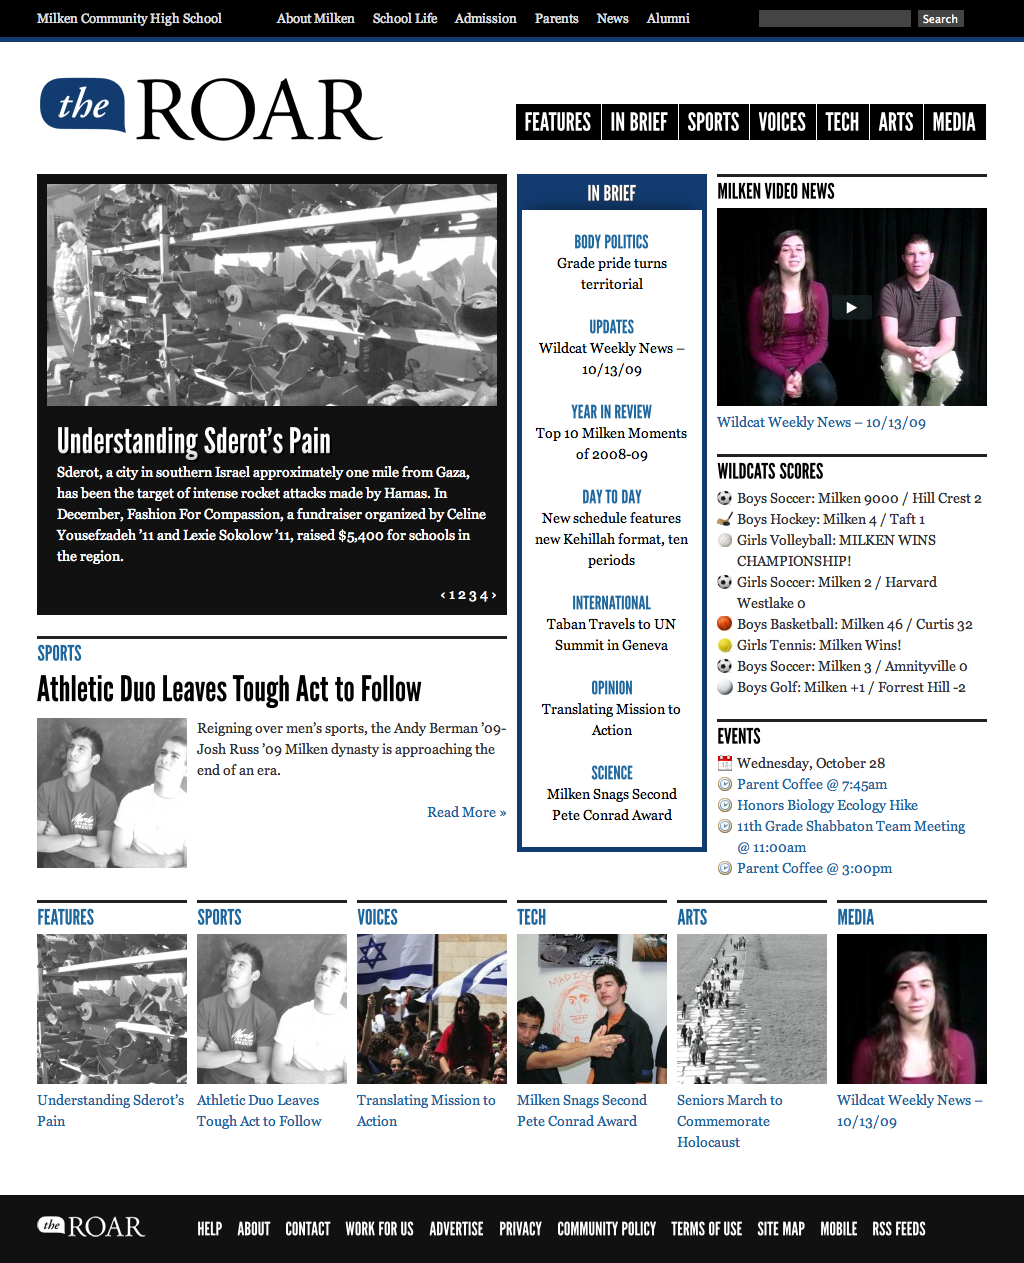 Milken Community High School
About Milken School Life Admission Parents News Alumni
Search
the ROAR
FEATURES IN BRIEF SPORTS VOICES TECH ARTS MEDIA
Understanding Sderot's Pain
Sderot, a city in southern Israel approximately one mile from Gaza,
has been the target of intense rocket attacks made by Hamas. In
December, Fashion For Compassion, a fundraiser organized by Celine
Yousefzadeh '11 and Lexie Sokolow '11, raised $5,400 for schools in
the region.
‹ 1 2 3 4 ›
SPORTS
Athletic Duo Leaves Tough Act to Follow
Reigning over men's sports, the Andy Berman '09-
Josh Russ '09 Milken dynasty is approaching the
end of an era.
Read More »
IN BRIEF
BODY POLITICS
Grade pride turns
territorial
UPDATES
Wildcat Weekly News –
10/13/09
YEAR IN REVIEW
Top 10 Milken Moments
of 2008-09
DAY TO DAY
New schedule features
new Kehillah format, ten
periods
INTERNATIONAL
Taban Travels to UN
Summit in Geneva
OPINION
Translating Mission to
Action
SCIENCE
Milken Snags Second
Pete Conrad Award
MILKEN VIDEO NEWS
Wildcat Weekly News – 10/13/09
WILDCATS SCORES
Boys Soccer: Milken 9000 / Hill Crest 2
Boys Hockey: Milken 4 / Taft 1
Girls Volleyball: MILKEN WINS
CHAMPIONSHIP!
Girls Soccer: Milken 2 / Harvard
Westlake 0
Boys Basketball: Milken 46 / Curtis 32
Girls Tennis: Milken Wins!
Boys Soccer: Milken 3 / Amnityville 0
Boys Golf: Milken +1 / Forrest Hill -2
EVENTS
Wednesday, October 28
Parent Coffee @ 7:45am
Honors Biology Ecology Hike
11th Grade Shabbaton Team Meeting
@ 11:00am
Parent Coffee @ 3:00pm
FEATURES
Understanding Sderot's
Pain
SPORTS
Athletic Duo Leaves
Tough Act to Follow
VOICES
Translating Mission to
Action
TECH
MADISO
Milken Snags Second
Pete Conrad Award
ARTS
Seniors March to
Commemorate
Holocaust
MEDIA
Wildcat Weekly News –
10/13/09
the ROAR
HELP ABOUT CONTACT WORK FOR US ADVERTISE PRIVACY COMMUNITY POLICY TERMS OF USE SITE MAP MOBILE RSS FEEDS